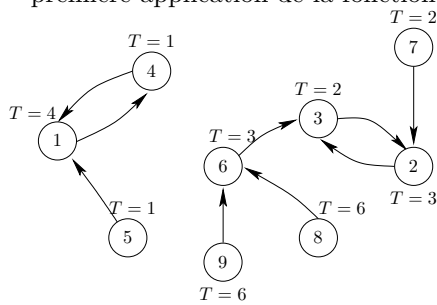 première application de la fonction
T = 2
7
T = 1
4
T = 2
T = 4
3
1
T = 3
6
2
T = 3
T = 1
T = 6
5
8
9
T = 6